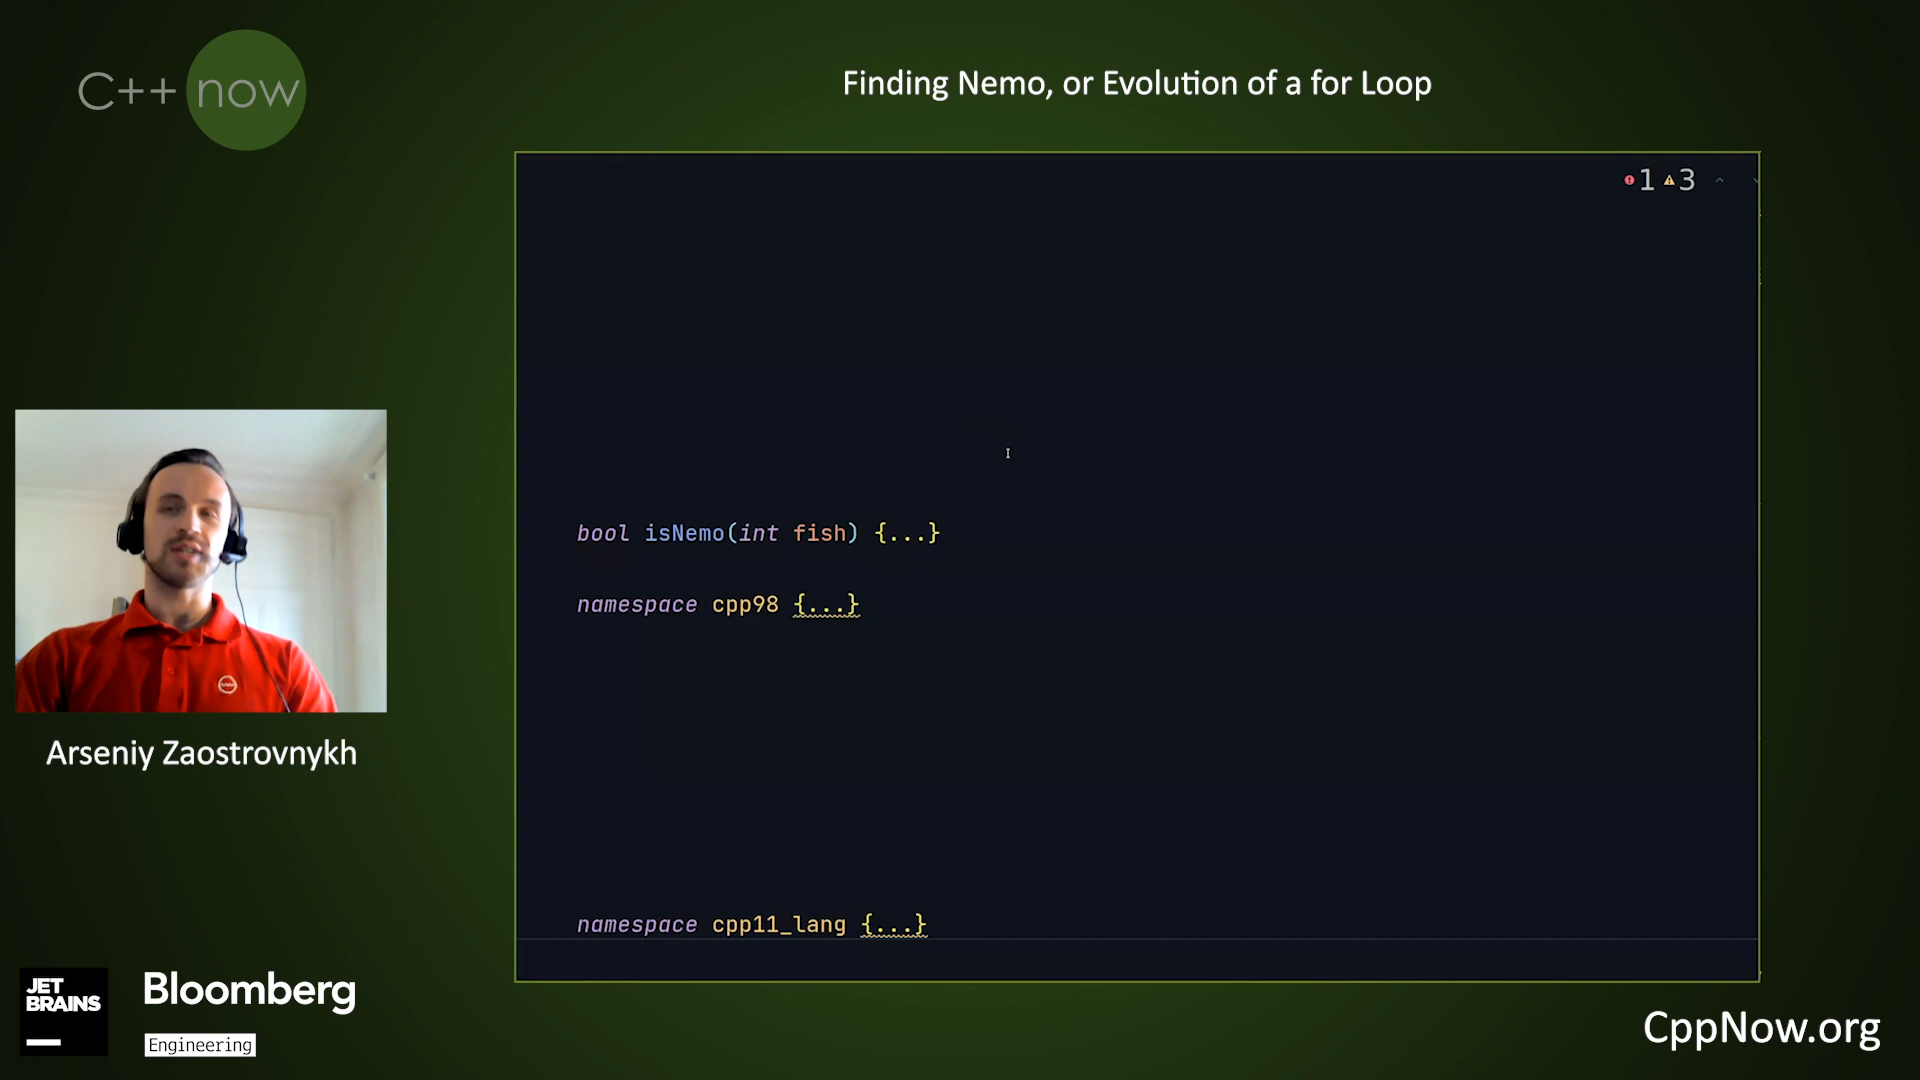 C++ now
Finding Nemo, or Evolution of a for Loop
1 3
bool isNemo(int fish) {...}
namespace cpp98 {...}
namespace cpp11_lang {...}
Arseniy Zaostrovnykh
JET
BRAINS
Bloomberg
Engineering
CppNow.org